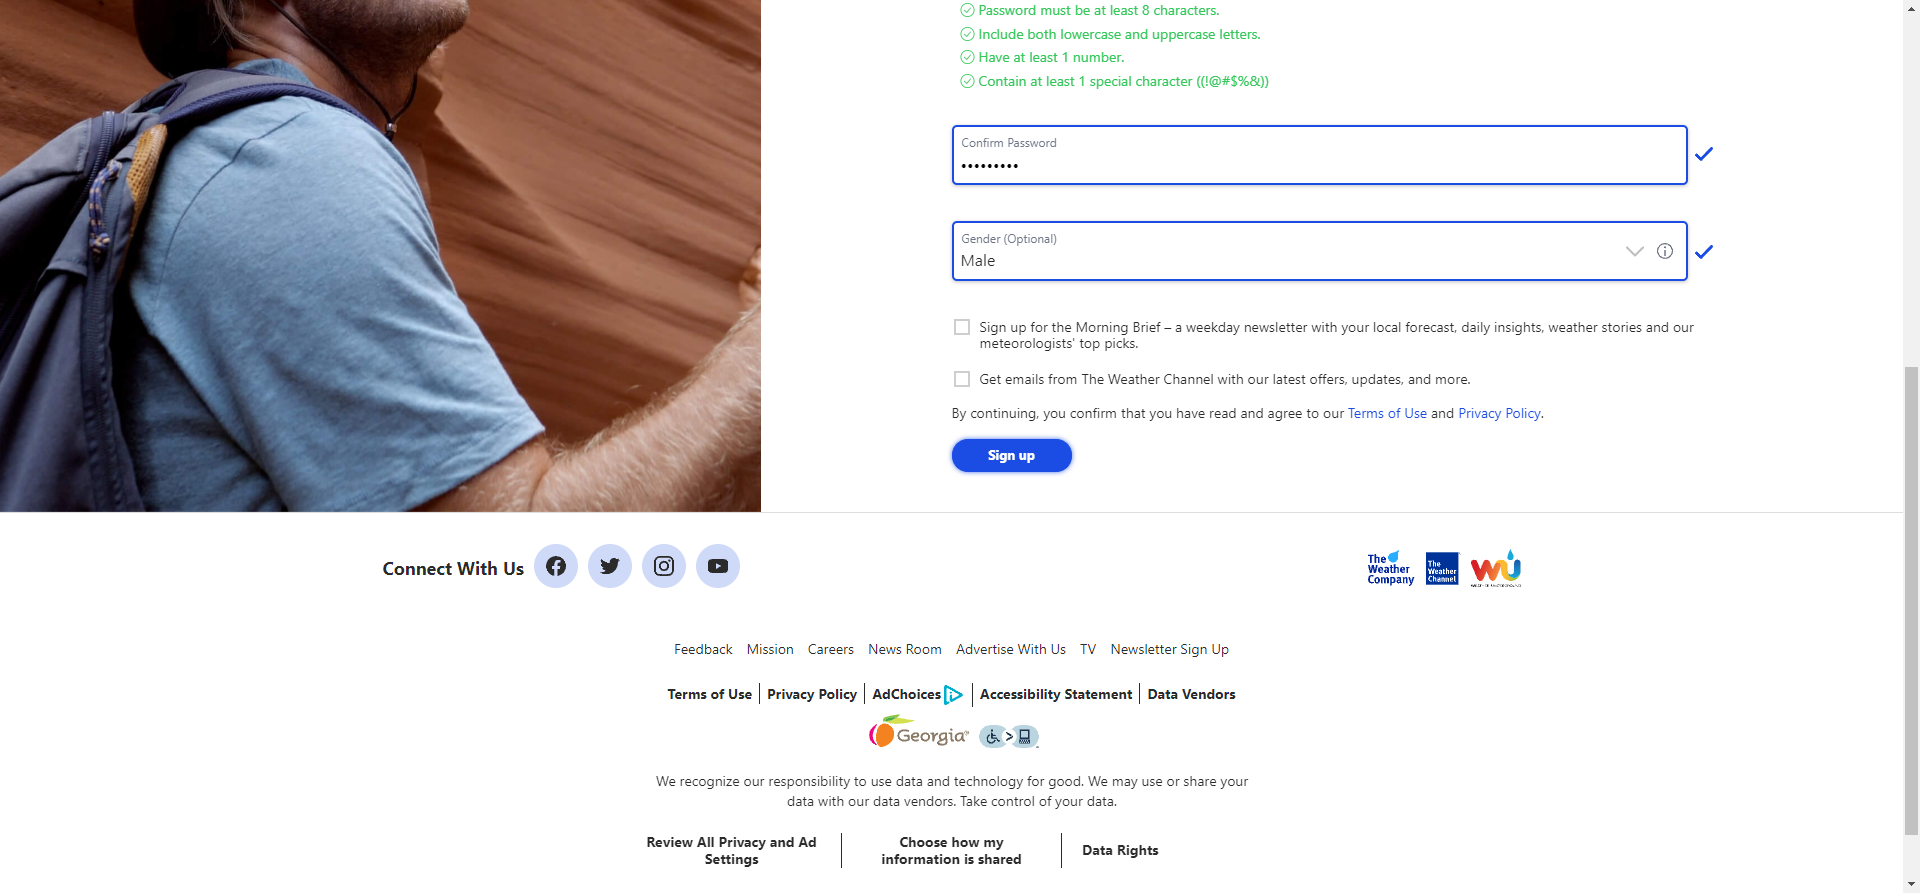 Password must be at least 8 characters.
Include both lowercase and uppercase letters.
Have at least 1 number.
Contain at least 1 special character ((!@#$%&))
Confirm Password
•••••••••
Gender (Optional)
Male
Sign up for the Morning Brief – a weekday newsletter with your local forecast, daily insights, weather stories and our
meteorologists' top picks.
Get emails from The Weather Channel with our latest offers, updates, and more.
By continuing, you confirm that you have read and agree to our Terms of Use and Privacy Policy.
Sign up
Connect With Us
The
Weather
Company
The
Weather
Channel
WU
Feedback Mission Careers News Room Advertise With Us TV Newsletter Sign Up
Terms of Use Privacy Policy AdChoices Accessibility Statement Data Vendors
Georgia
We recognize our responsibility to use data and technology for good. We may use or share your
data with our data vendors. Take control of your data.
Review All Privacy and Ad
Settings
Choose how my
information is shared
Data Rights